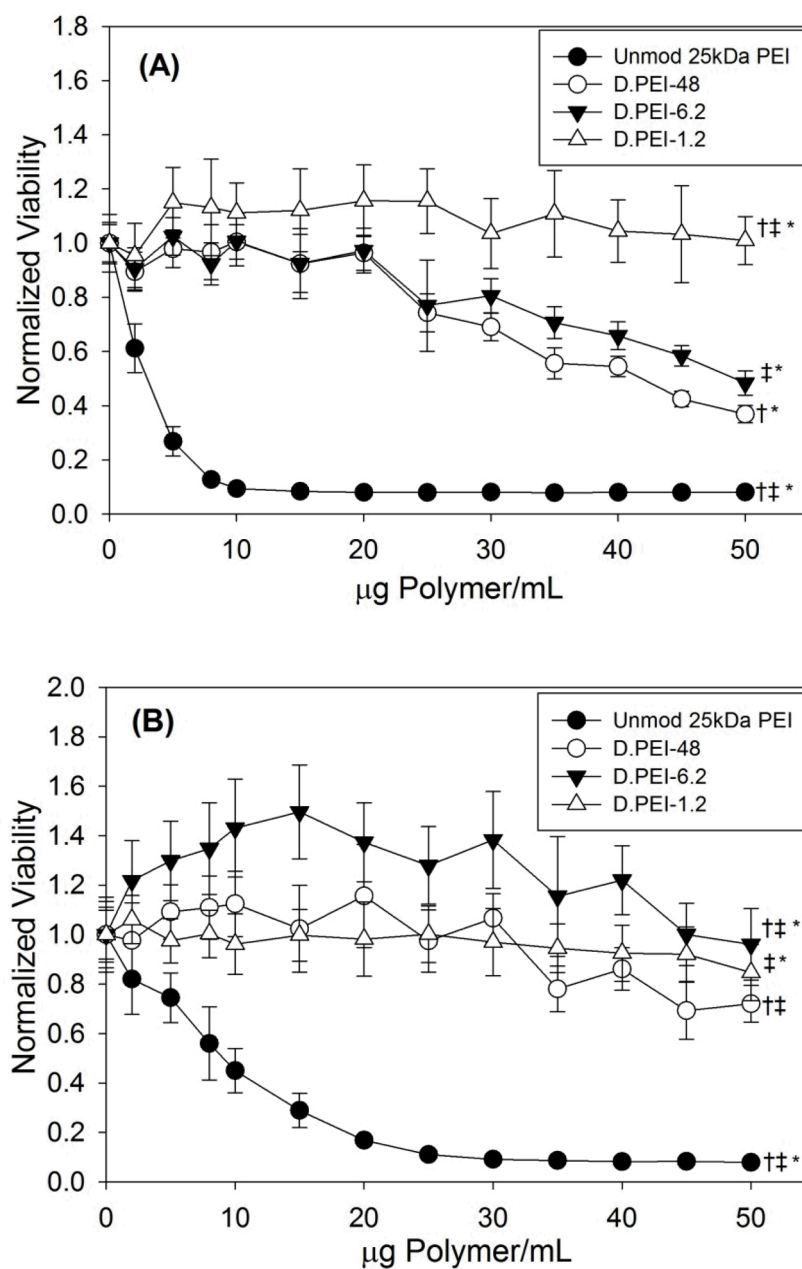 1.8
1.6
1.4
1.2
1.0
0.8
0.6
0.4
0.2
0.0
Normalized Viability
(A)
Unmod 25kDa PEI
D.PEI-48
D.PEI-6.2
D.PEI-1.2
†‡*
‡*
†*
†‡*
0 10 20 30 40 50
μg Polymer/mL
2.0
1.8
1.6
1.4
1.2
1.0
0.8
0.6
0.4
0.2
0.0
Normalized Viability
(B)
Unmod 25kDa PEI
D.PEI-48
D.PEI-6.2
D.PEI-1.2
†‡*
‡*
†‡
†‡*
0 10 20 30 40 50
μg Polymer/mL